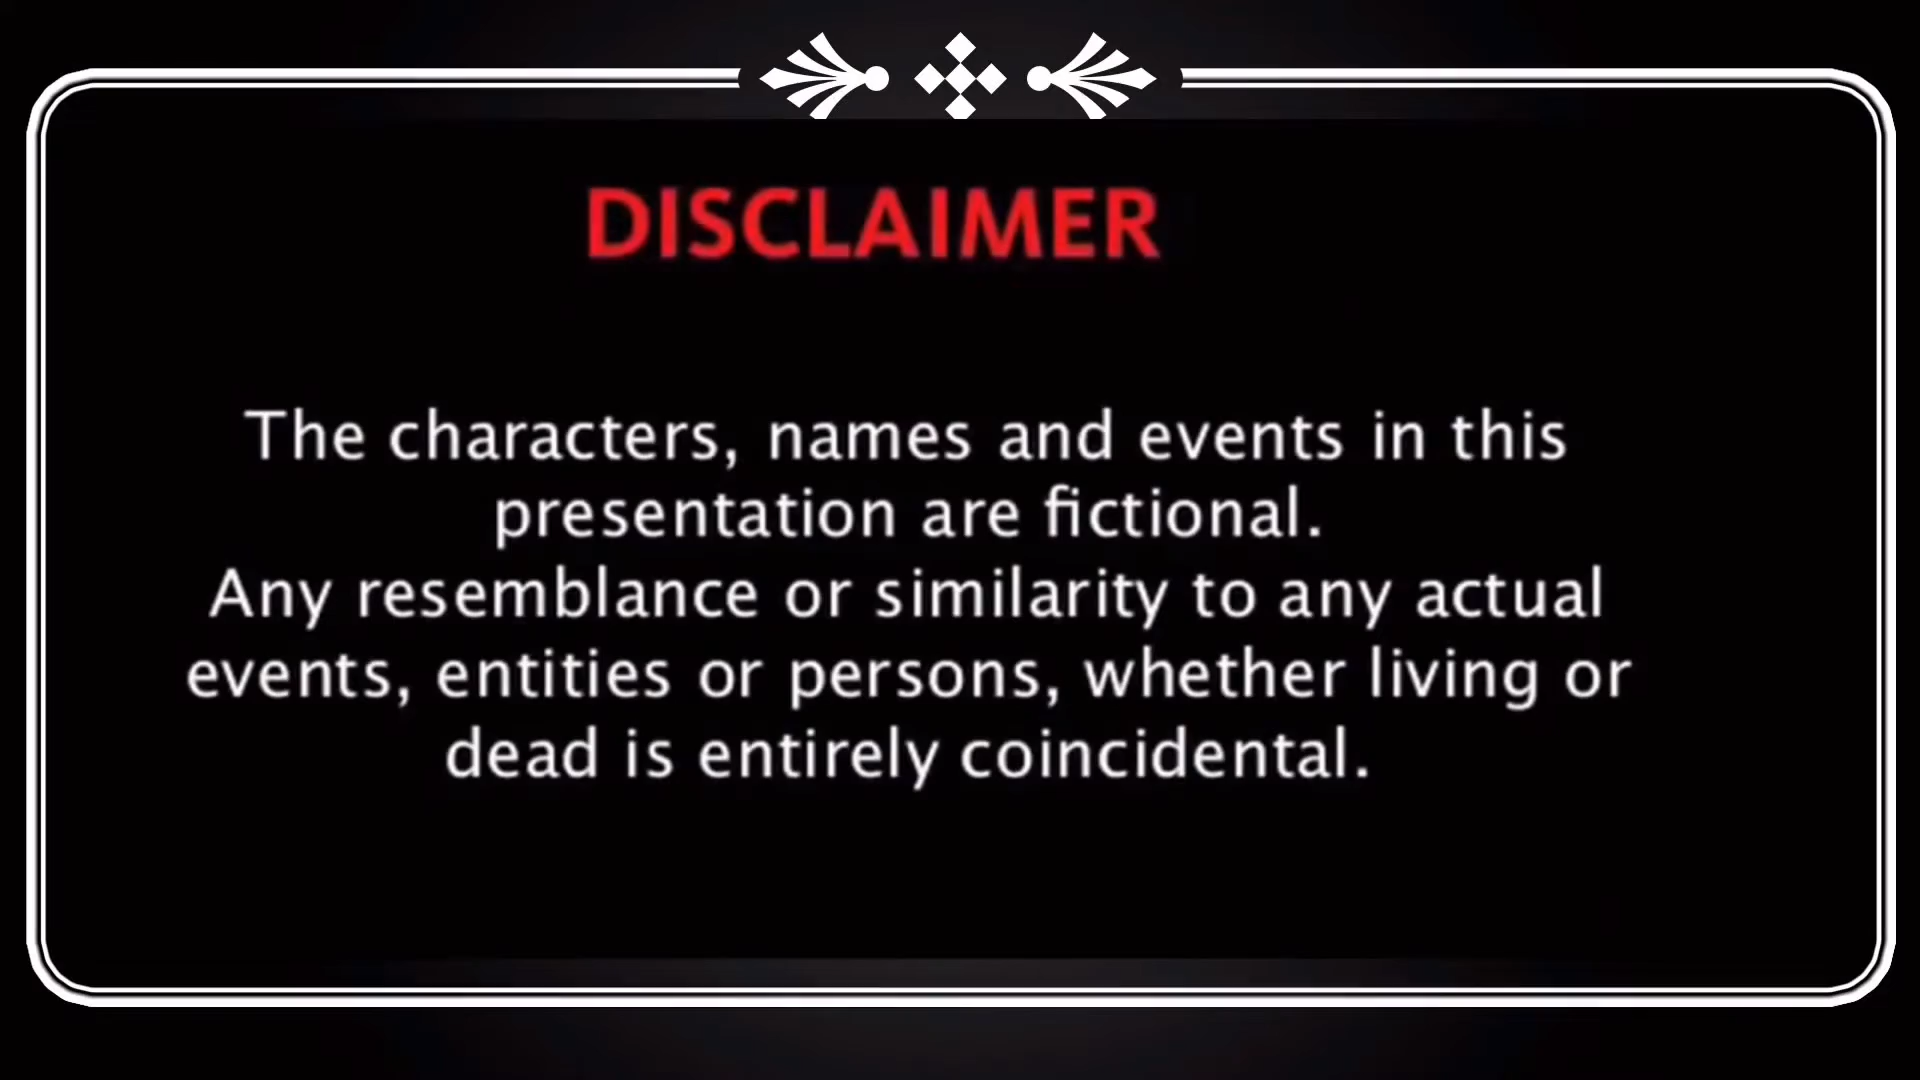 DISCLAIMER
The characters, names and events in this
presentation are fictional.
Any resemblance or similarity to any actual
events, entities or persons, whether living or
dead is entirely coincidental.